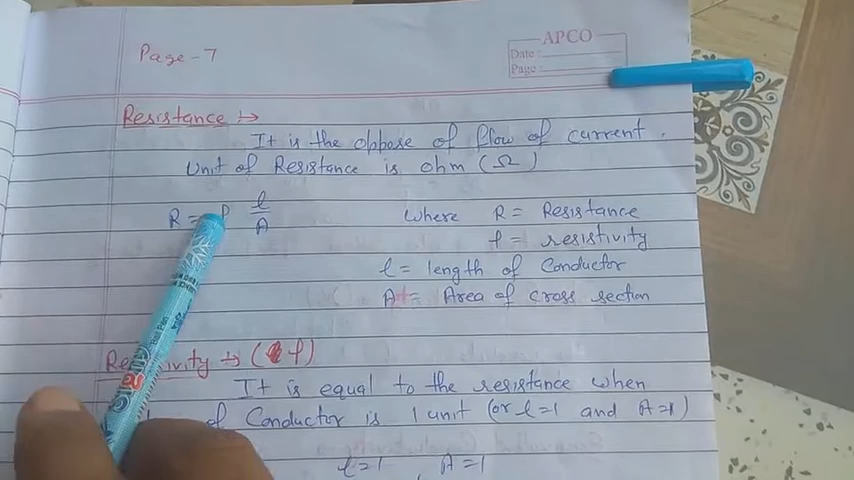 Page-7
APCO
Date:
Page:
Resistance :→
It is the oppose of flow of current.
Unit of Resistance is ohm (Ω)
R = ρ l/A
where R = Resistance
ρ = resistivity
l = length of Conductor
A = Area of cross section
Resistivity → (ρ)
It is equal to the resistance when
of Conductor is 1 unit (or l=1 and A=1)
l=1, A=1